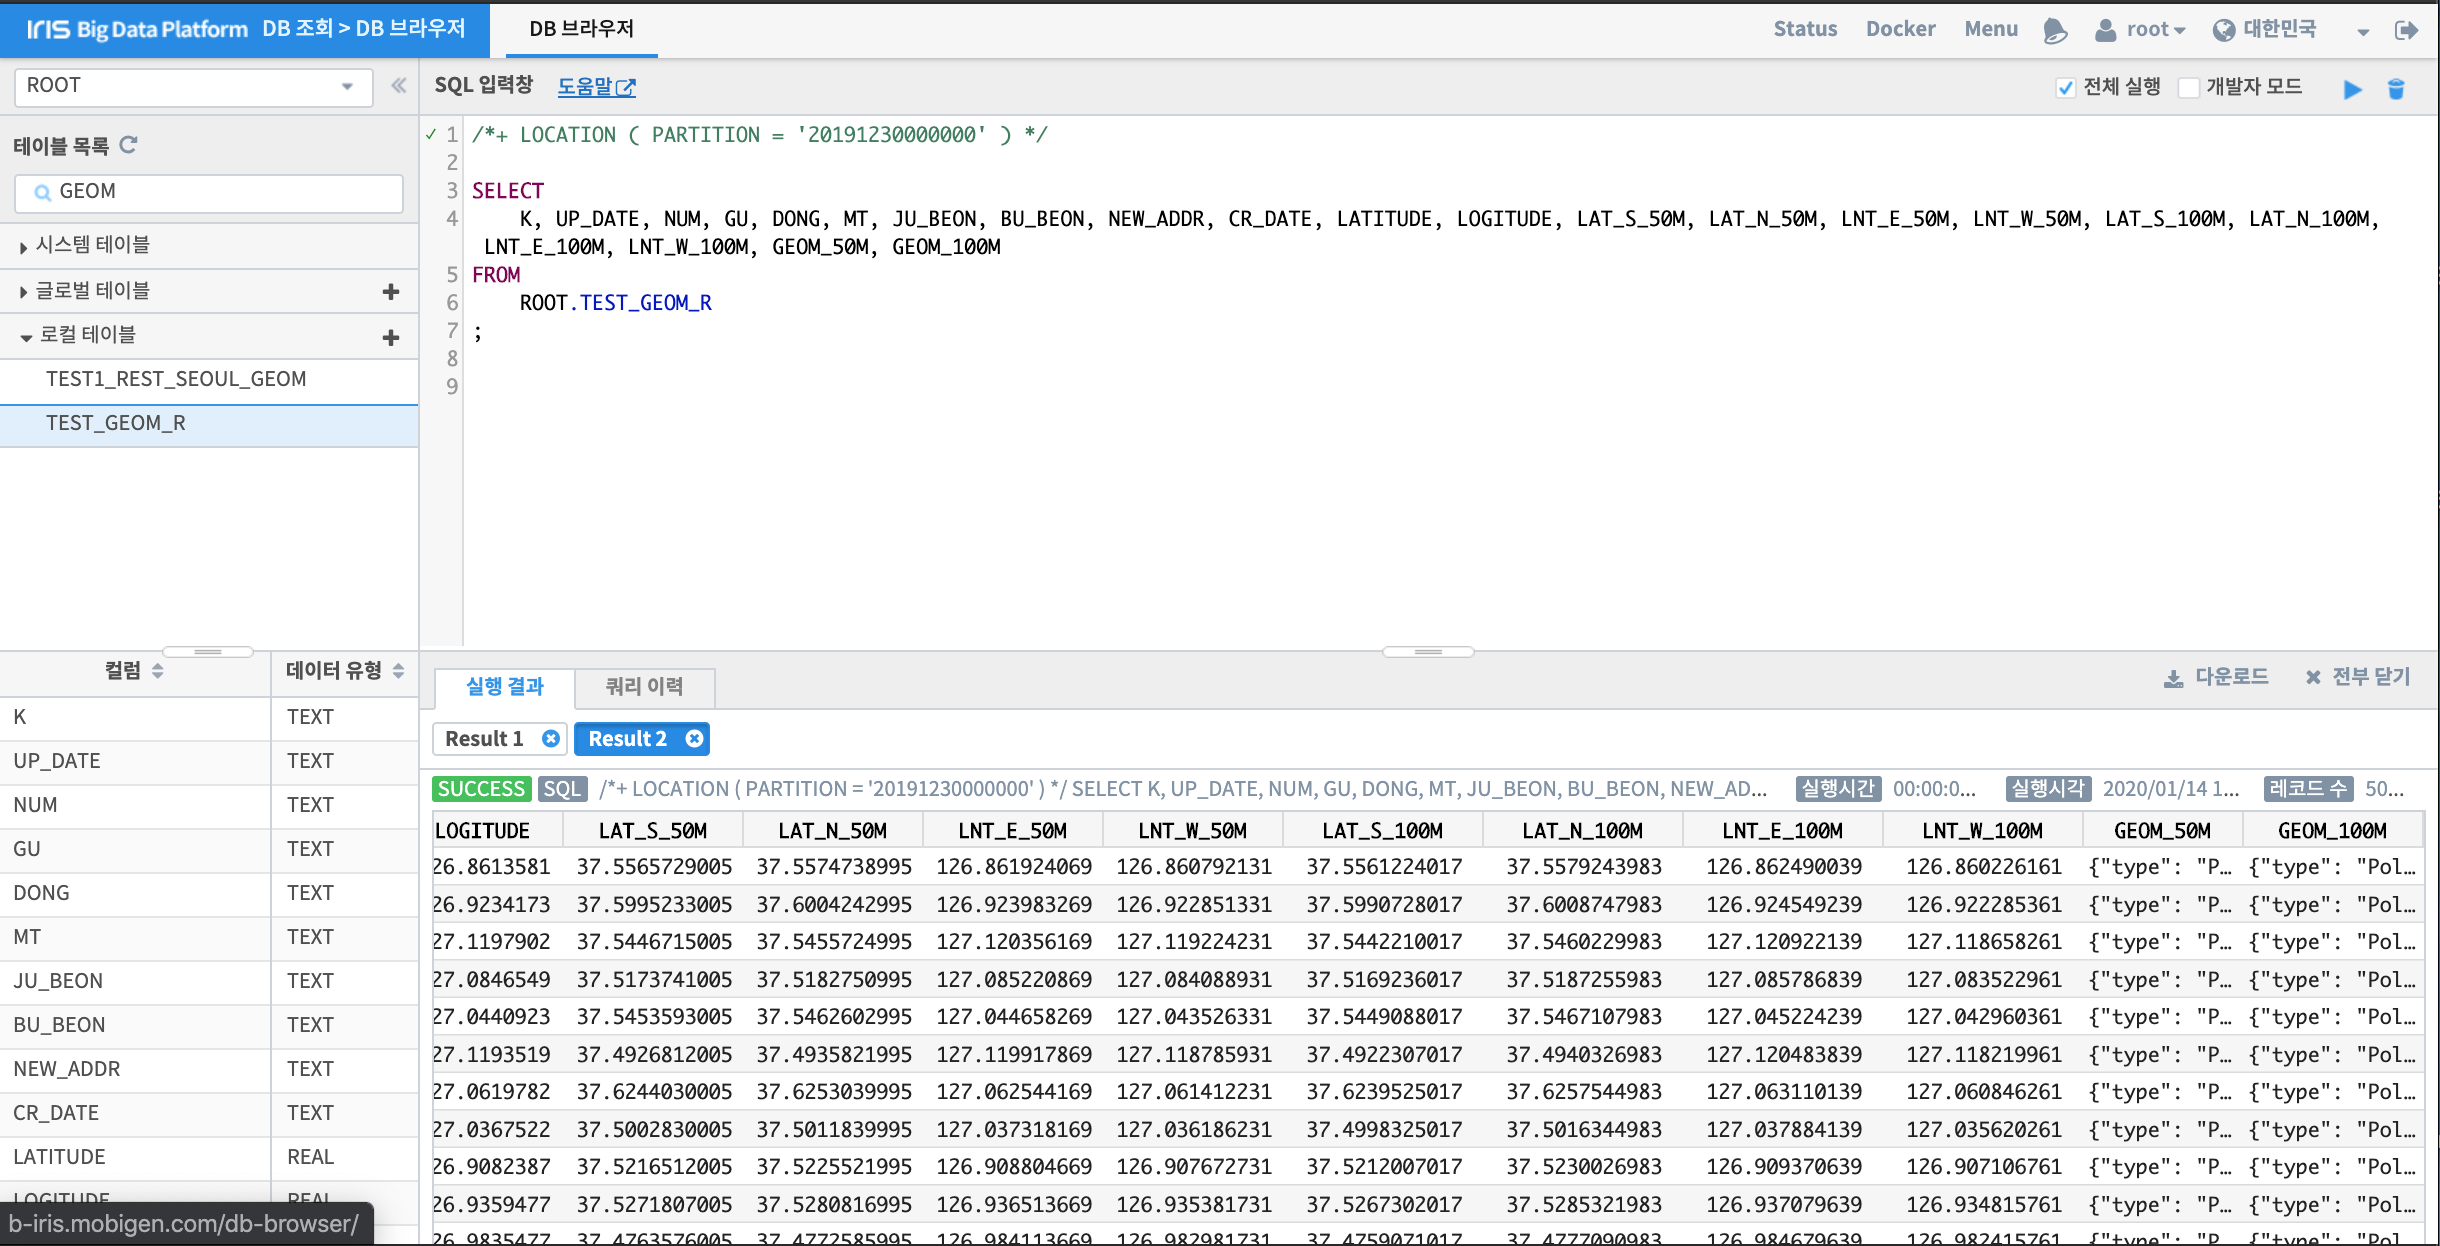 IRIS Big Data Platform DB 조회 > DB 브라우저 DB 브라우저 Status Docker Menu root 대한민국
ROOT
SQL 입력창 도움말 전체 실행 개발자 모드
테이블 목록
GEOM
시스템 테이블
글로벌 테이블
로컬 테이블
TEST1_REST_SEOUL_GEOM
TEST_GEOM_R
1 /*+ LOCATION ( PARTITION = '20191230000000' ) */
2
3 SELECT
4 K, UP_DATE, NUM, GU, DONG, MT, JU_BEON, BU_BEON, NEW_ADDR, CR_DATE, LATITUDE, LOGITUDE, LAT_S_50M, LAT_N_50M, LNT_E_50M, LNT_W_50M, LAT_S_100M, LAT_N_100M,
LNT_E_100M, LNT_W_100M, GEOM_50M, GEOM_100M
5 FROM
6 ROOT.TEST_GEOM_R
7 ;
8
9
컬럼 데이터 유형
K TEXT
UP_DATE TEXT
NUM TEXT
GU TEXT
DONG TEXT
MT TEXT
JU_BEON TEXT
BU_BEON TEXT
NEW_ADDR TEXT
CR_DATE TEXT
LATITUDE REAL
LOGITUDE REAL
b-iris.mobigen.com/db-browser/
실행 결과 쿼리 이력 다운로드 전부 닫기
Result 1 Result 2
SUCCESS SQL /*+ LOCATION ( PARTITION = '20191230000000' ) */ SELECT K, UP_DATE, NUM, GU, DONG, MT, JU_BEON, BU_BEON, NEW_AD... 실행시간 00:00:0... 실행시각 2020/01/14 1... 레코드 수 50...
LOGITUDE LAT_S_50M LAT_N_50M LNT_E_50M LNT_W_50M LAT_S_100M LAT_N_100M LNT_E_100M LNT_W_100M GEOM_50M GEOM_100M
26.8613581 37.5565729005 37.5574738995 126.861924069 126.860792131 37.5561224017 37.5579243983 126.862490039 126.860226161 {"type": "P... {"type": "Pol...
26.9234173 37.5995233005 37.6004242995 126.923983269 126.922851331 37.5990728017 37.6008747983 126.924549239 126.922285361 {"type": "P... {"type": "Pol...
27.1197902 37.5446715005 37.5455724995 127.120356169 127.119224231 37.5442210017 37.5460229983 127.120922139 127.118658261 {"type": "P... {"type": "Pol...
27.0846549 37.5173741005 37.5182750995 127.085220869 127.084088931 37.5169236017 37.5187255983 127.085786839 127.083522961 {"type": "P... {"type": "Pol...
27.0440923 37.5453593005 37.5462602995 127.044658269 127.043526331 37.5449088017 37.5467107983 127.045224239 127.042960361 {"type": "P... {"type": "Pol...
27.1193519 37.4926812005 37.4935821995 127.119917869 127.118785931 37.4922307017 37.4940326983 127.120483839 127.118219961 {"type": "P... {"type": "Pol...
27.0619782 37.6244030005 37.6253039995 127.062544169 127.061412231 37.6239525017 37.6257544983 127.063110139 127.060846261 {"type": "P... {"type": "Pol...
27.0367522 37.5002830005 37.5011839995 127.037318169 127.036186231 37.4998325017 37.5016344983 127.037884139 127.035620261 {"type": "P... {"type": "Pol...
26.9082387 37.5216512005 37.5225521995 126.908804669 126.907672731 37.5212007017 37.5230026983 126.909370639 126.907106761 {"type": "P... {"type": "Pol...
26.9359477 37.5271807005 37.5280816995 126.936513669 126.935381731 37.5267302017 37.5285321983 126.937079639 126.934815761 {"type": "P... {"type": "Pol...
26.9835477 37.4763576005 37.4772585995 126.984113669 126.982981731 37.4759071017 37.4777090983 126.984679639 126.982415761 {"type": "P... {"type": "Pol...